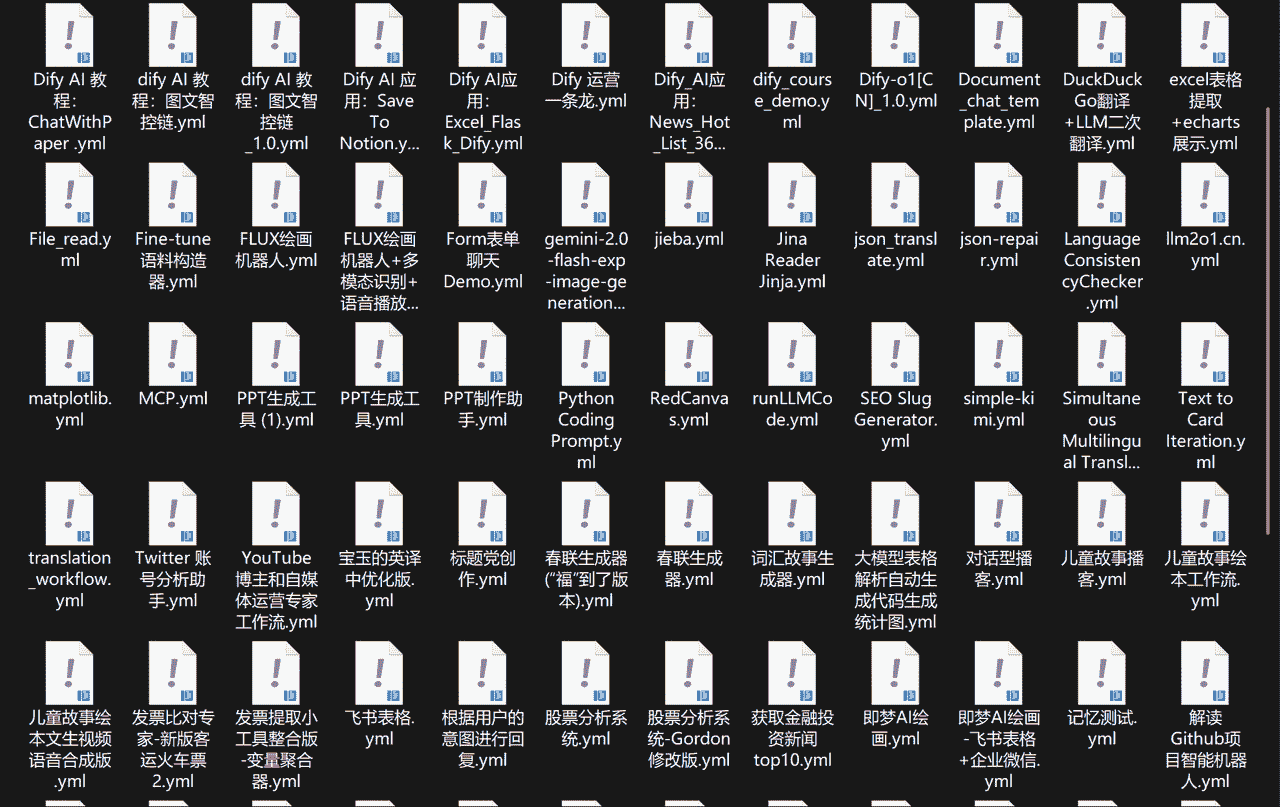 Dify AI 教
程：
ChatWithP
aper .yml
dify AI 教
程：图文智
控链.yml
dify AI 教
程：图文智
控链
_1.0.yml
Dify AI 应
用：Save
To
Notion.y...
Dify AI应
用：
Excel_Flas
k_Dify.yml
Dify 运营
一条龙.yml
Dify_AI应
用：
News_Hot
_List_36...
dify_cours
e_demo.y
ml
Dify-o1[C
N]_1.0.yml
Document
_chat_tem
plate.yml
DuckDuck
Go翻译
+LLM二次
翻译.yml
excel表格
提取
+echarts
展示.yml
File_read.y
ml
Fine-tune
语料构造
器.yml
FLUX绘画
机器人.yml
FLUX绘画
机器人+多
模态识别+
语音播放...
Form表单
聊天
Demo.yml
gemini-2.0
-flash-exp
-image-ge
neration...
jieba.yml
Jina
Reader
Jinja.yml
json_transl
ate.yml
json-repai
r.yml
Language
Consisten
cyChecker
.yml
llm2o1.cn.
yml
matplotlib.
yml
MCP.yml
PPT生成工
具 (1).yml
PPT生成工
具.yml
PPT制作助
手.yml
Python
Coding
Prompt.y
ml
RedCanva
s.yml
runLLMCo
de.yml
SEO Slug
Generator.
yml
simple-ki
mi.yml
Simultane
ous
Multilingu
al Transl...
Text to
Card
Iteration.y
ml
translation
_workflow.
yml
Twitter 账
号分析助
手.yml
YouTube
博主和自媒
体运营专家
工作流.yml
宝玉的英译
中优化版.
yml
标题党创
作.yml
春联生成器
(“福”到了版
本).yml
春联生成
器.yml
词汇故事生
成器.yml
大模型表格
解析自动生
成代码生成
统计图.yml
对话型播
客.yml
儿童故事播
客.yml
儿童故事绘
本工作流.
yml
儿童故事绘
本文生视频
语音合成版
.yml
发票比对专
家-新版客
运火车票
2.yml
发票提取小
工具整合版
-变量聚合
器.yml
飞书表格.
yml
根据用户的
意图进行回
复.yml
股票分析系
统.yml
股票分析系
统-Gordon
修改版.yml
获取金融投
资新闻
top10.yml
即梦AI绘
画.yml
即梦AI绘画
-飞书表格
+企业微信.
yml
记忆测试.
yml
解读
Github项
目智能机器
人.yml